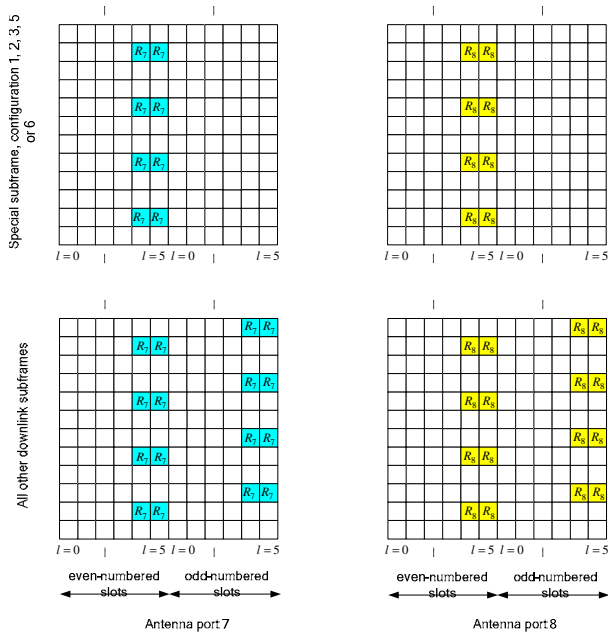 Special subframe, configuration 1, 2, 3, 5
or 6
R7 R7
R7 R7
R7 R7
R7 R7
l = 0
l = 5
l = 0
l = 5
R8 R8
R8 R8
R8 R8
R8 R8
l = 0
l = 5
l = 0
l = 5
All other downlink subframes
R7 R7
R7 R7
R7 R7
R7 R7
R7 R7
R7 R7
R7 R7
R7 R7
l = 0
l = 5
l = 0
l = 5
even-numbered
slots
odd-numbered
slots
Antenna port 7
R8 R8
R8 R8
R8 R8
R8 R8
R8 R8
R8 R8
R8 R8
R8 R8
l = 0
l = 5
l = 0
l = 5
even-numbered
slots
odd-numbered
slots
Antenna port 8